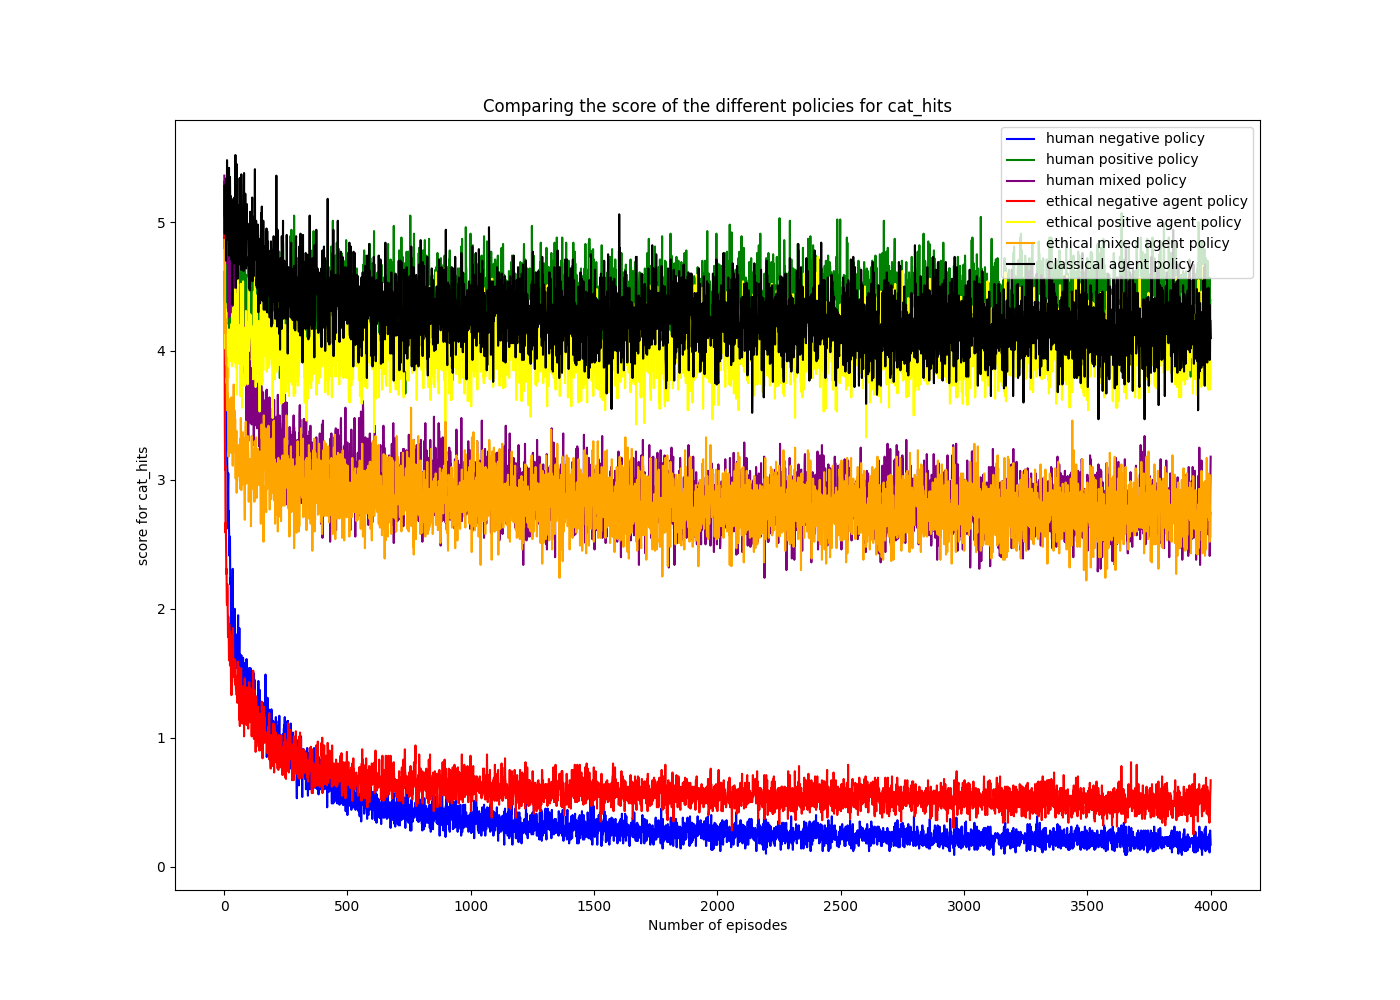 Comparing the score of the different policies for cat_hits
human negative policy
human positive policy
human mixed policy
ethical negative agent policy
ethical postive agent policy
ethical mixed agent policy
classical agent policy
5
4
3
2
1
0
score for cat_hits
0 500 1000 1500 2000 2500 3000 3500 4000
Number of episodes